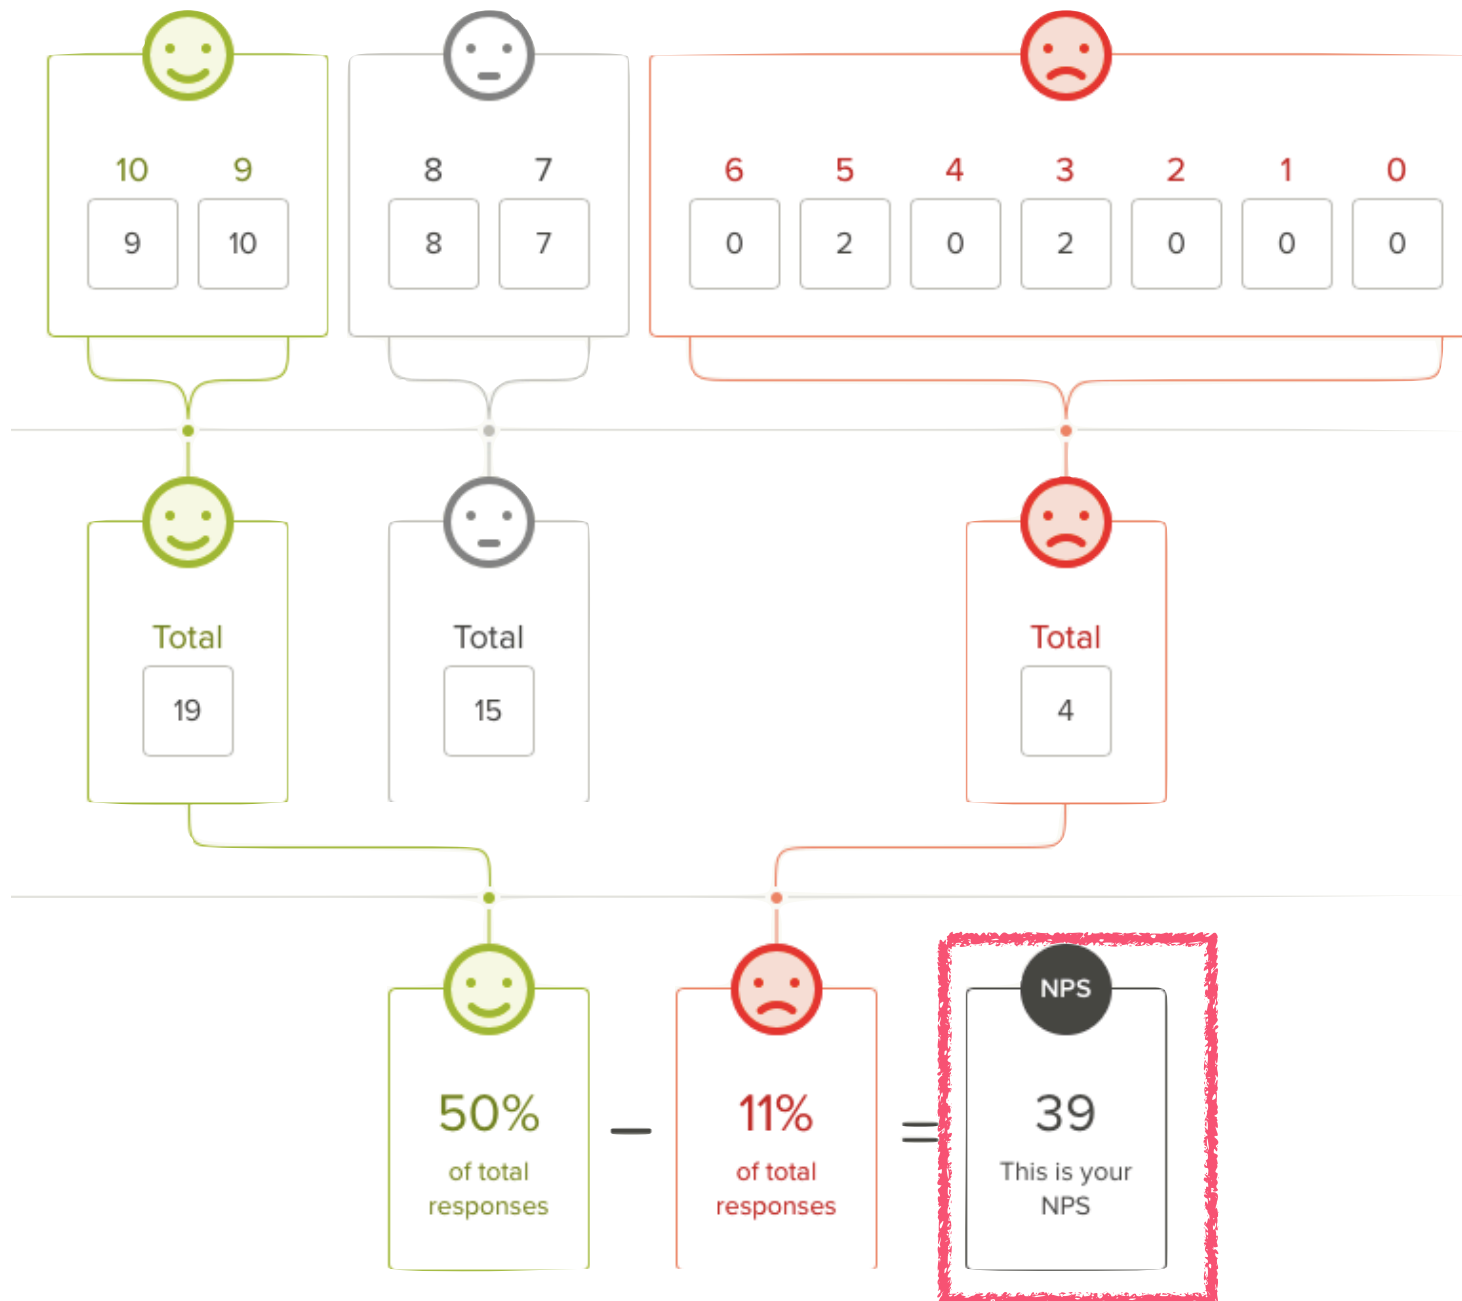 10 9 8 7 6 5 4 3 2 1 0
9 10 8 7 0 2 0 2 0 0 0
Total Total Total
19 15 4
NPS
50% — 11% = 39
of total of total This is your
responses responses NPS